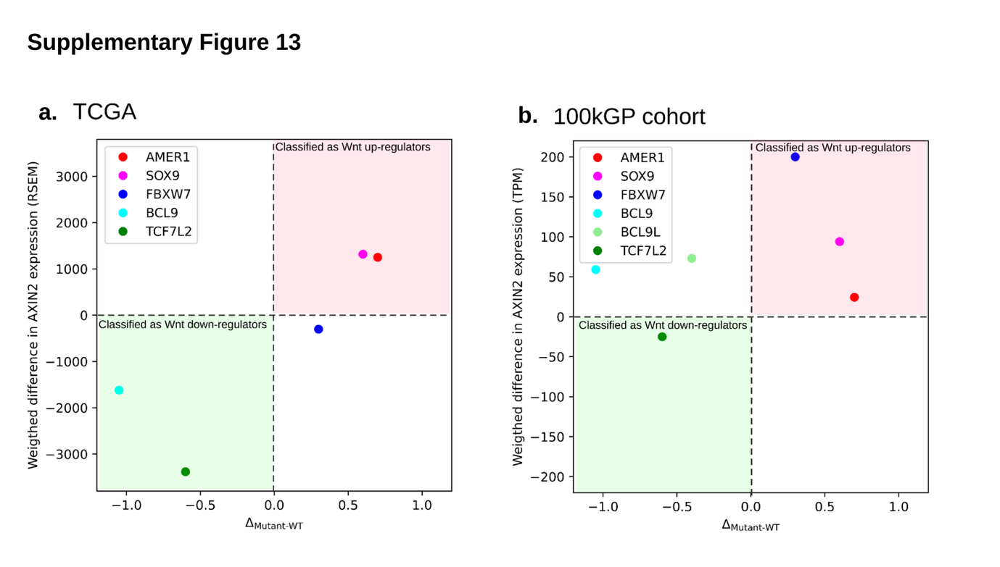 Supplementary Figure 13
a. TCGA
Classified as Wnt up-regulators
AMER1
SOX9
FBXW7
BCL9
TCF7L2
3000
2000
1000
0
−1000
−2000
−3000
Weigthed difference in AXIN2 expression (RSEM)
Classified as Wnt down-regulators
−1.0 −0.5 0.0 0.5 1.0
ΔMutant-WT
b. 100kGP cohort
Classified as Wnt up-regulators
AMER1
SOX9
FBXW7
BCL9
BCL9L
TCF7L2
200
150
100
50
0
−50
−100
−150
−200
Weigthed difference in AXIN2 expression (TPM)
Classified as Wnt down-regulators
−1.0 −0.5 0.0 0.5 1.0
ΔMutant-WT